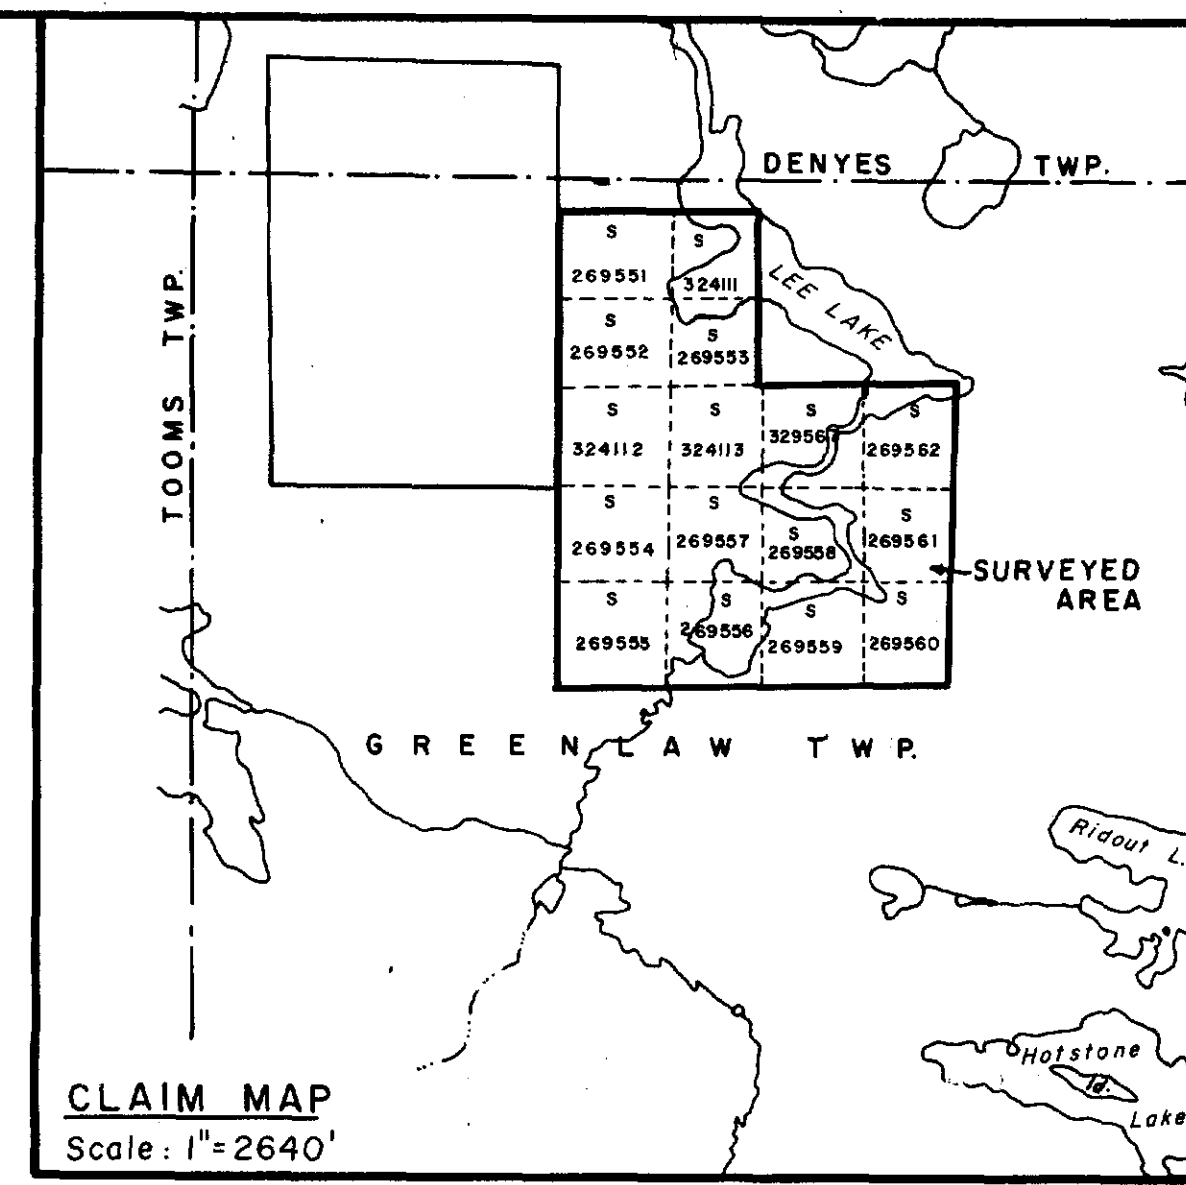 DENYES TWP.
TOOMS TWP.
LEE LAKE
S S
269551 324111
S S
269552 269553
S S S S
324112 324113 269562
S S S S
269554 269557 269558 269561
S S S S
269555 269556 269559 269560
SURVEYED
AREA
GREENLAW TWP.
Ridout L.
Hotstone
Id.
Lake
CLAIM MAP
Scale: 1"=2640'